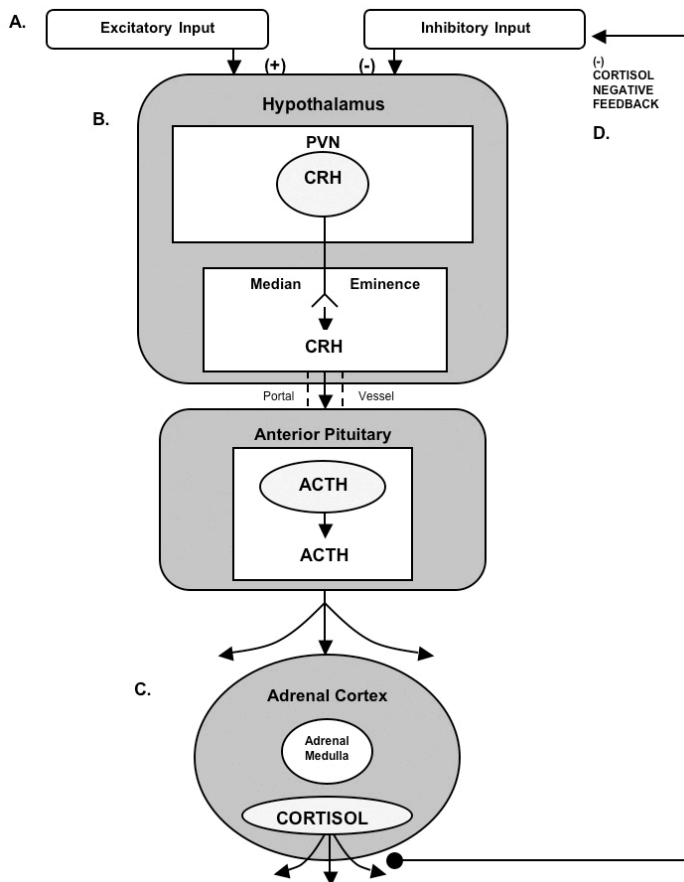 A.
Excitatory Input
Inhibitory Input
(+)
(-)
(-)
CORTISOL
NEGATIVE
FEEDBACK
D.
B.
Hypothalamus
PVN
CRH
Median Eminence
CRH
Portal Vessel
Anterior Pituitary
ACTH
ACTH
C.
Adrenal Cortex
Adrenal
Medulla
CORTISOL